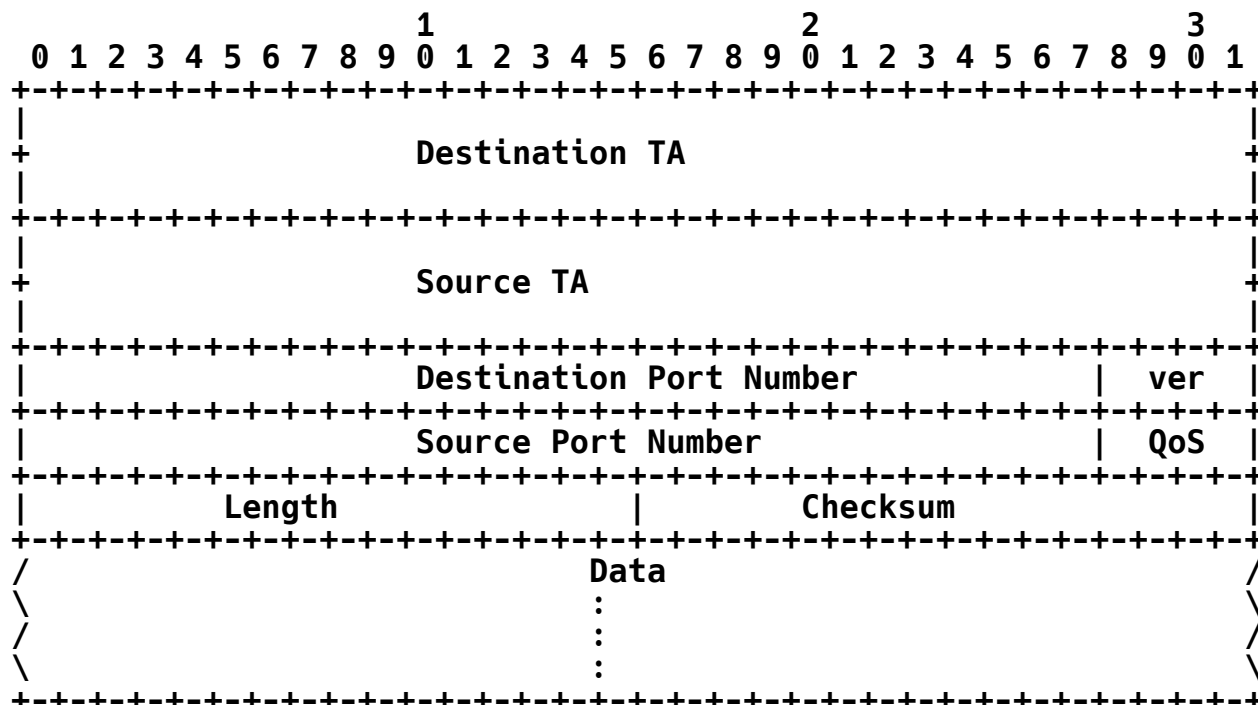 1                   2                   3
 0 1 2 3 4 5 6 7 8 9 0 1 2 3 4 5 6 7 8 9 0 1 2 3 4 5 6 7 8 9 0 1
+-+-+-+-+-+-+-+-+-+-+-+-+-+-+-+-+-+-+-+-+-+-+-+-+-+-+-+-+-+-+-+-+
|                                                               |
+                    Destination TA                             +
|                                                               |
+-+-+-+-+-+-+-+-+-+-+-+-+-+-+-+-+-+-+-+-+-+-+-+-+-+-+-+-+-+-+-+-+
|                                                               |
+                    Source TA                                  +
|                                                               |
+-+-+-+-+-+-+-+-+-+-+-+-+-+-+-+-+-+-+-+-+-+-+-+-+-+-+-+-+-+-+-+-+
|                    Destination Port Number            |  ver  |
+-+-+-+-+-+-+-+-+-+-+-+-+-+-+-+-+-+-+-+-+-+-+-+-+-+-+-+-+-+-+-+-+
|                    Source Port Number                 |  QoS  |
+-+-+-+-+-+-+-+-+-+-+-+-+-+-+-+-+-+-+-+-+-+-+-+-+-+-+-+-+-+-+-+-+
|          Length               |        Checksum               |
+-+-+-+-+-+-+-+-+-+-+-+-+-+-+-+-+-+-+-+-+-+-+-+-+-+-+-+-+-+-+-+-+
/                             Data                              /
\                             :                                 \
/                             :                                 /
\                             :                                 \
+-+-+-+-+-+-+-+-+-+-+-+-+-+-+-+-+-+-+-+-+-+-+-+-+-+-+-+-+-+-+-+-+